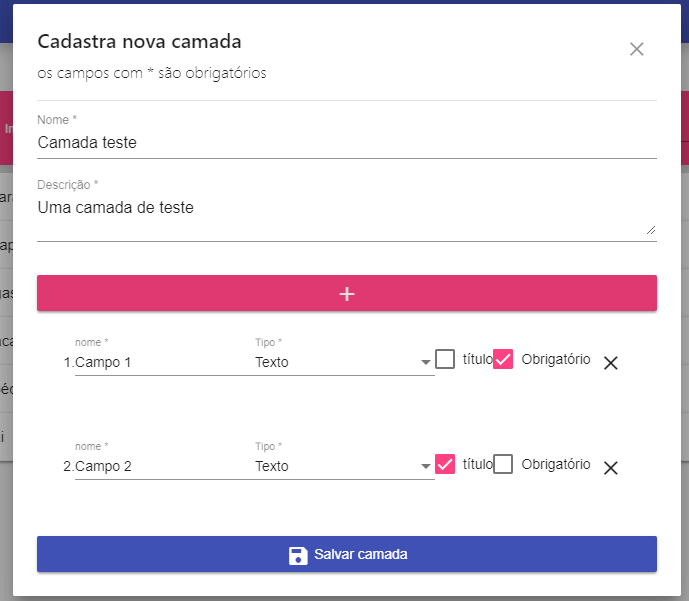 Cadastra nova camada
os campos com * são obrigatórios
Nome *
Camada teste
Descrição *
Uma camada de teste
+
nome * Tipo *
1. Campo 1 Texto título Obrigatório
nome * Tipo *
2. Campo 2 Texto título Obrigatório
Salvar camada